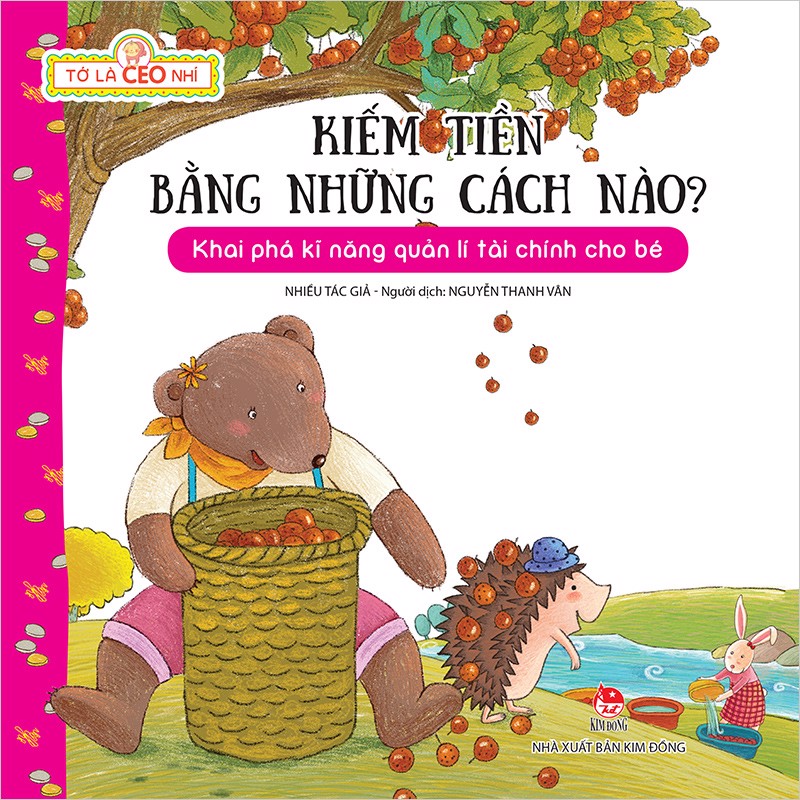 TỚ LÀ CEO NHÍ
KIẾM TIỀN
BẰNG NHỮNG CÁCH NÀO?
Khai phá kĩ năng quản lí tài chính cho bé
NHIỀU TÁC GIẢ - Người dịch: NGUYỄN THANH VÂN
KIM ĐỒNG
NHÀ XUẤT BẢN KIM ĐỒNG